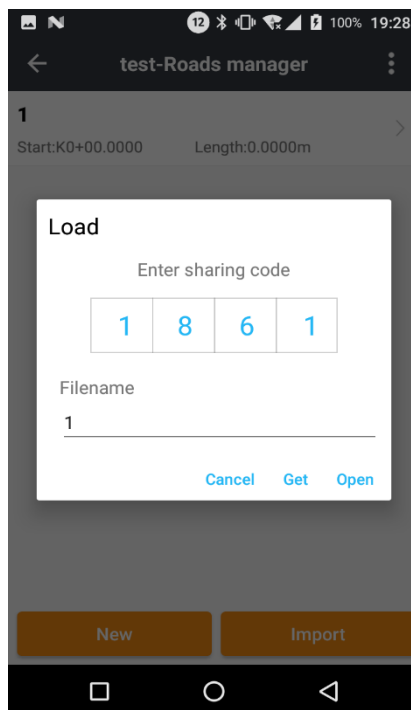 12 100% 19:28
test-Roads manager
1
Start:K0+00.0000 Length:0.0000m
Load
Enter sharing code
1 8 6 1
Filename
1
Cancel Get Open
New Import